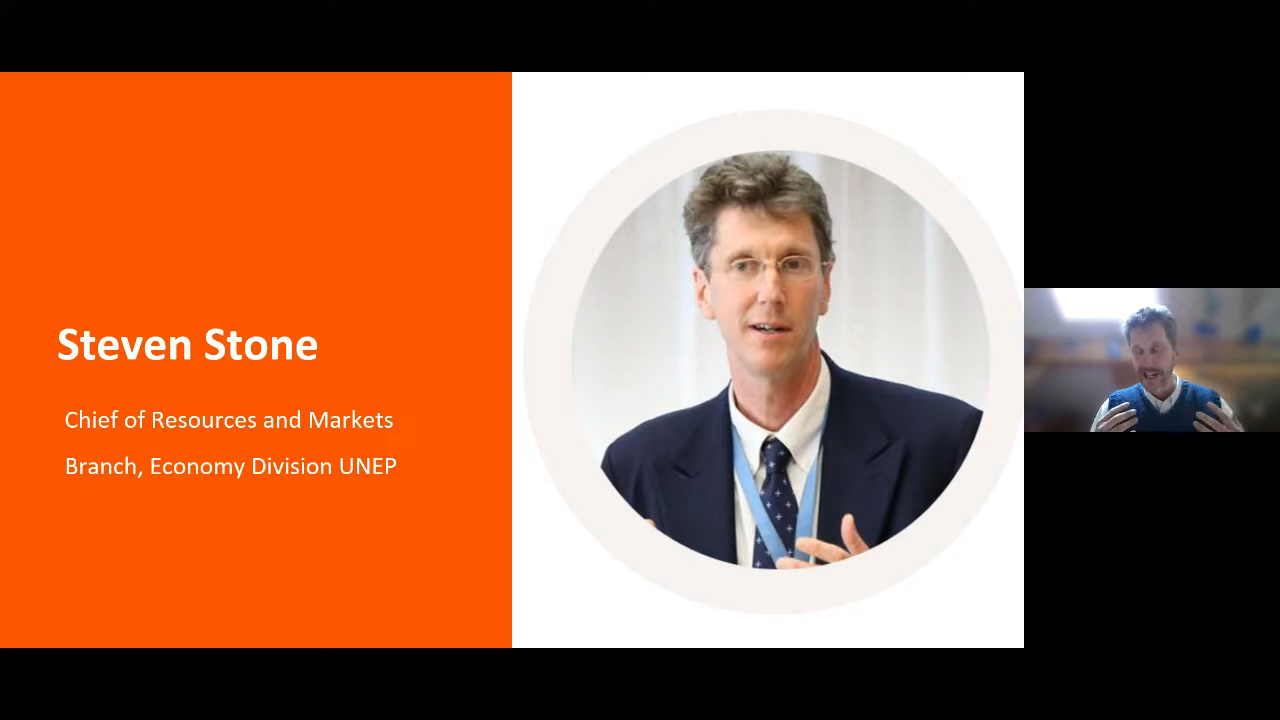 Steven Stone
Chief of Resources and Markets
Branch, Economy Division UNEP